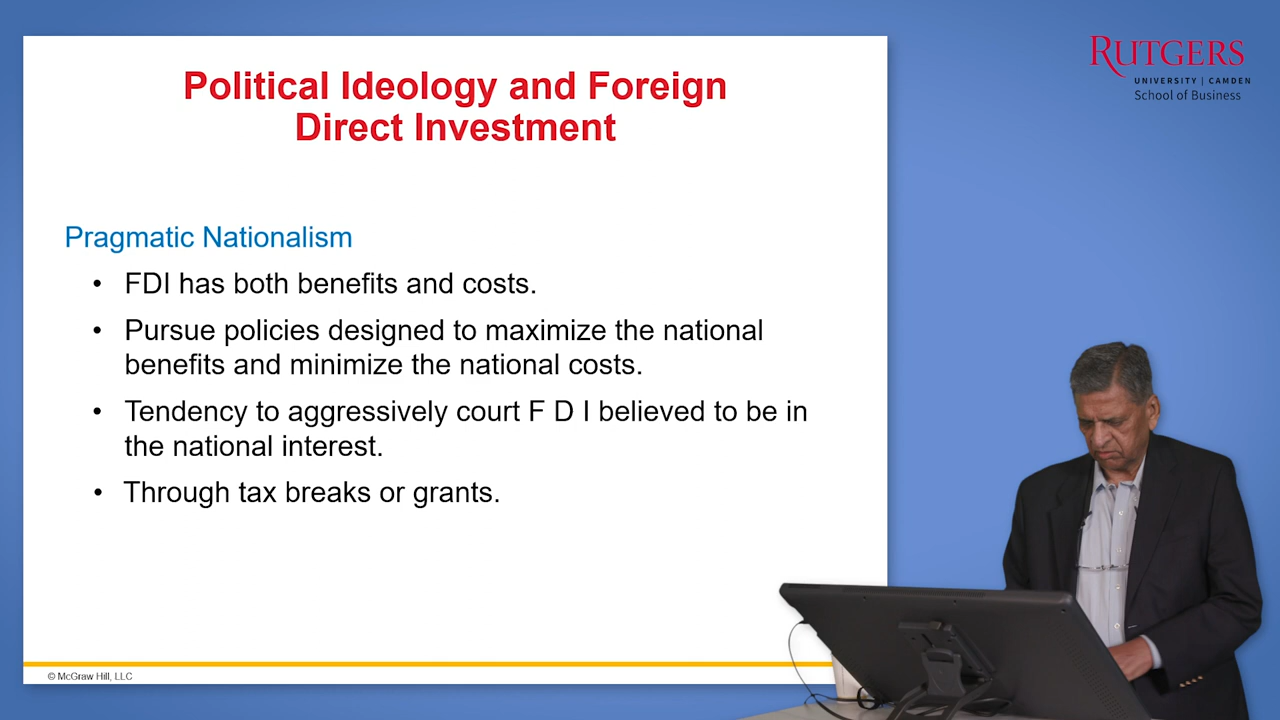 RUTGERS
UNIVERSITY | CAMDEN
School of Business
Political Ideology and Foreign
Direct Investment
Pragmatic Nationalism
• FDI has both benefits and costs.
• Pursue policies designed to maximize the national
benefits and minimize the national costs.
• Tendency to aggressively court F D I believed to be in
the national interest.
• Through tax breaks or grants.
© McGraw Hill, LLC